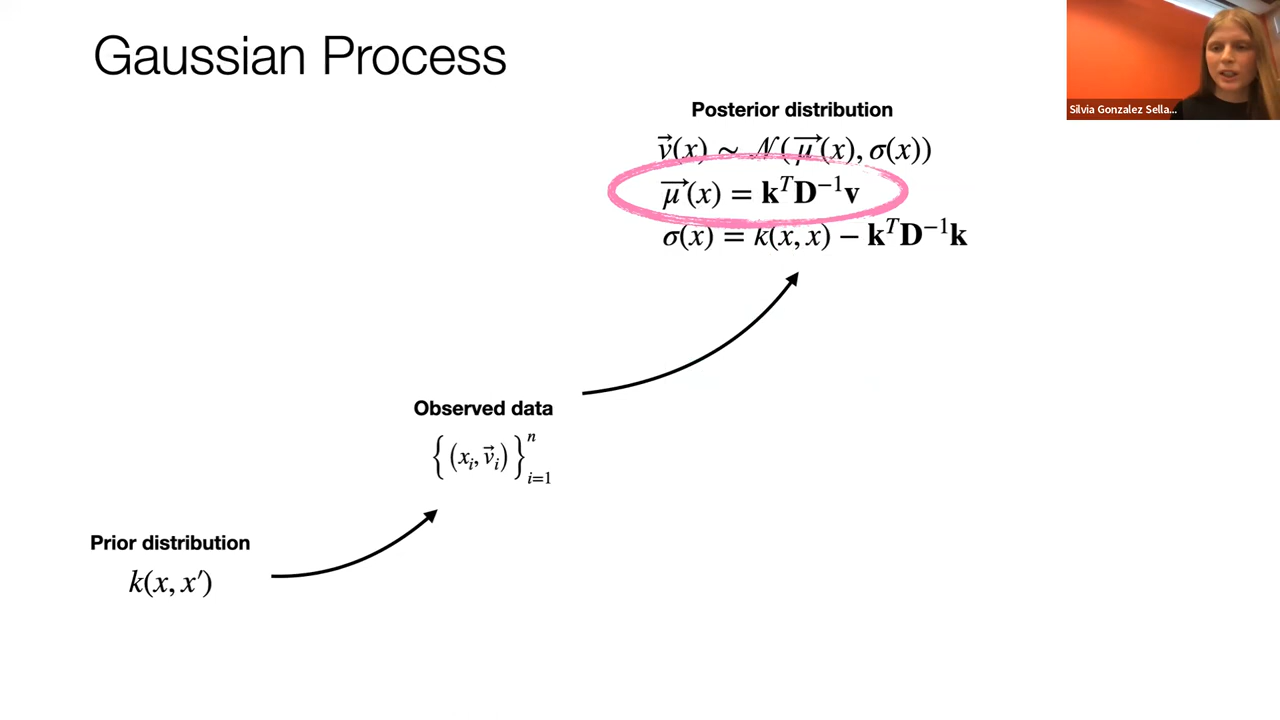 Gaussian Process
Silvia Gonzalez Sella...
Posterior distribution
v⃗(x) ~ 𝒩(μ⃗(x), σ(x))
μ⃗(x) = k^T D^{-1} v
σ(x) = k(x, x) − k^T D^{-1} k
Observed data
{(x_i, v⃗_i)}_{i=1}^n
Prior distribution
k(x, x′)